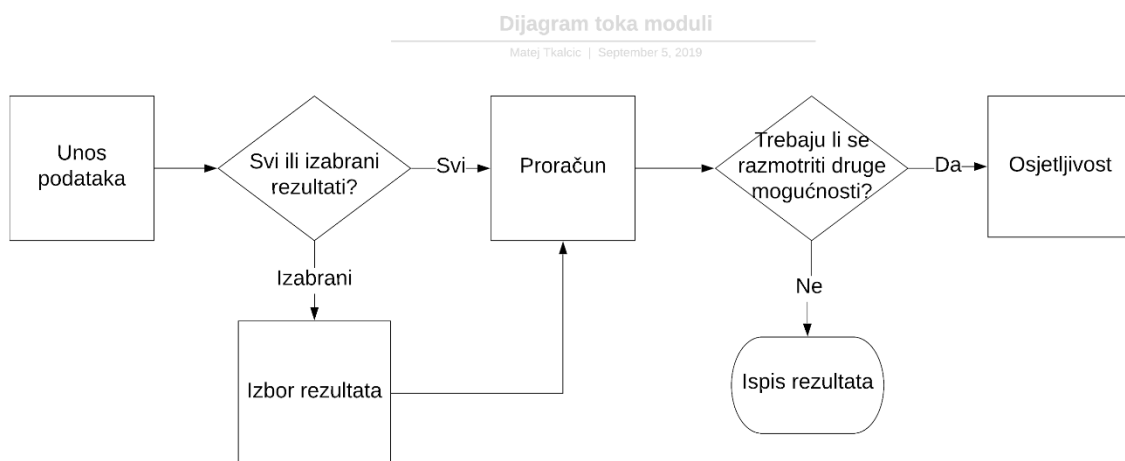 Dijagram toka moduli
Matej Tkalcic | September 5, 2019
Unos
podataka
Svi ili izabrani
rezultati?
Svi
Proračun
Trebaju li se
razmotriti druge
mogućnosti?
Da
Osjetljivost
Izabrani
Ne
Izbor rezultata
Ispis rezultata